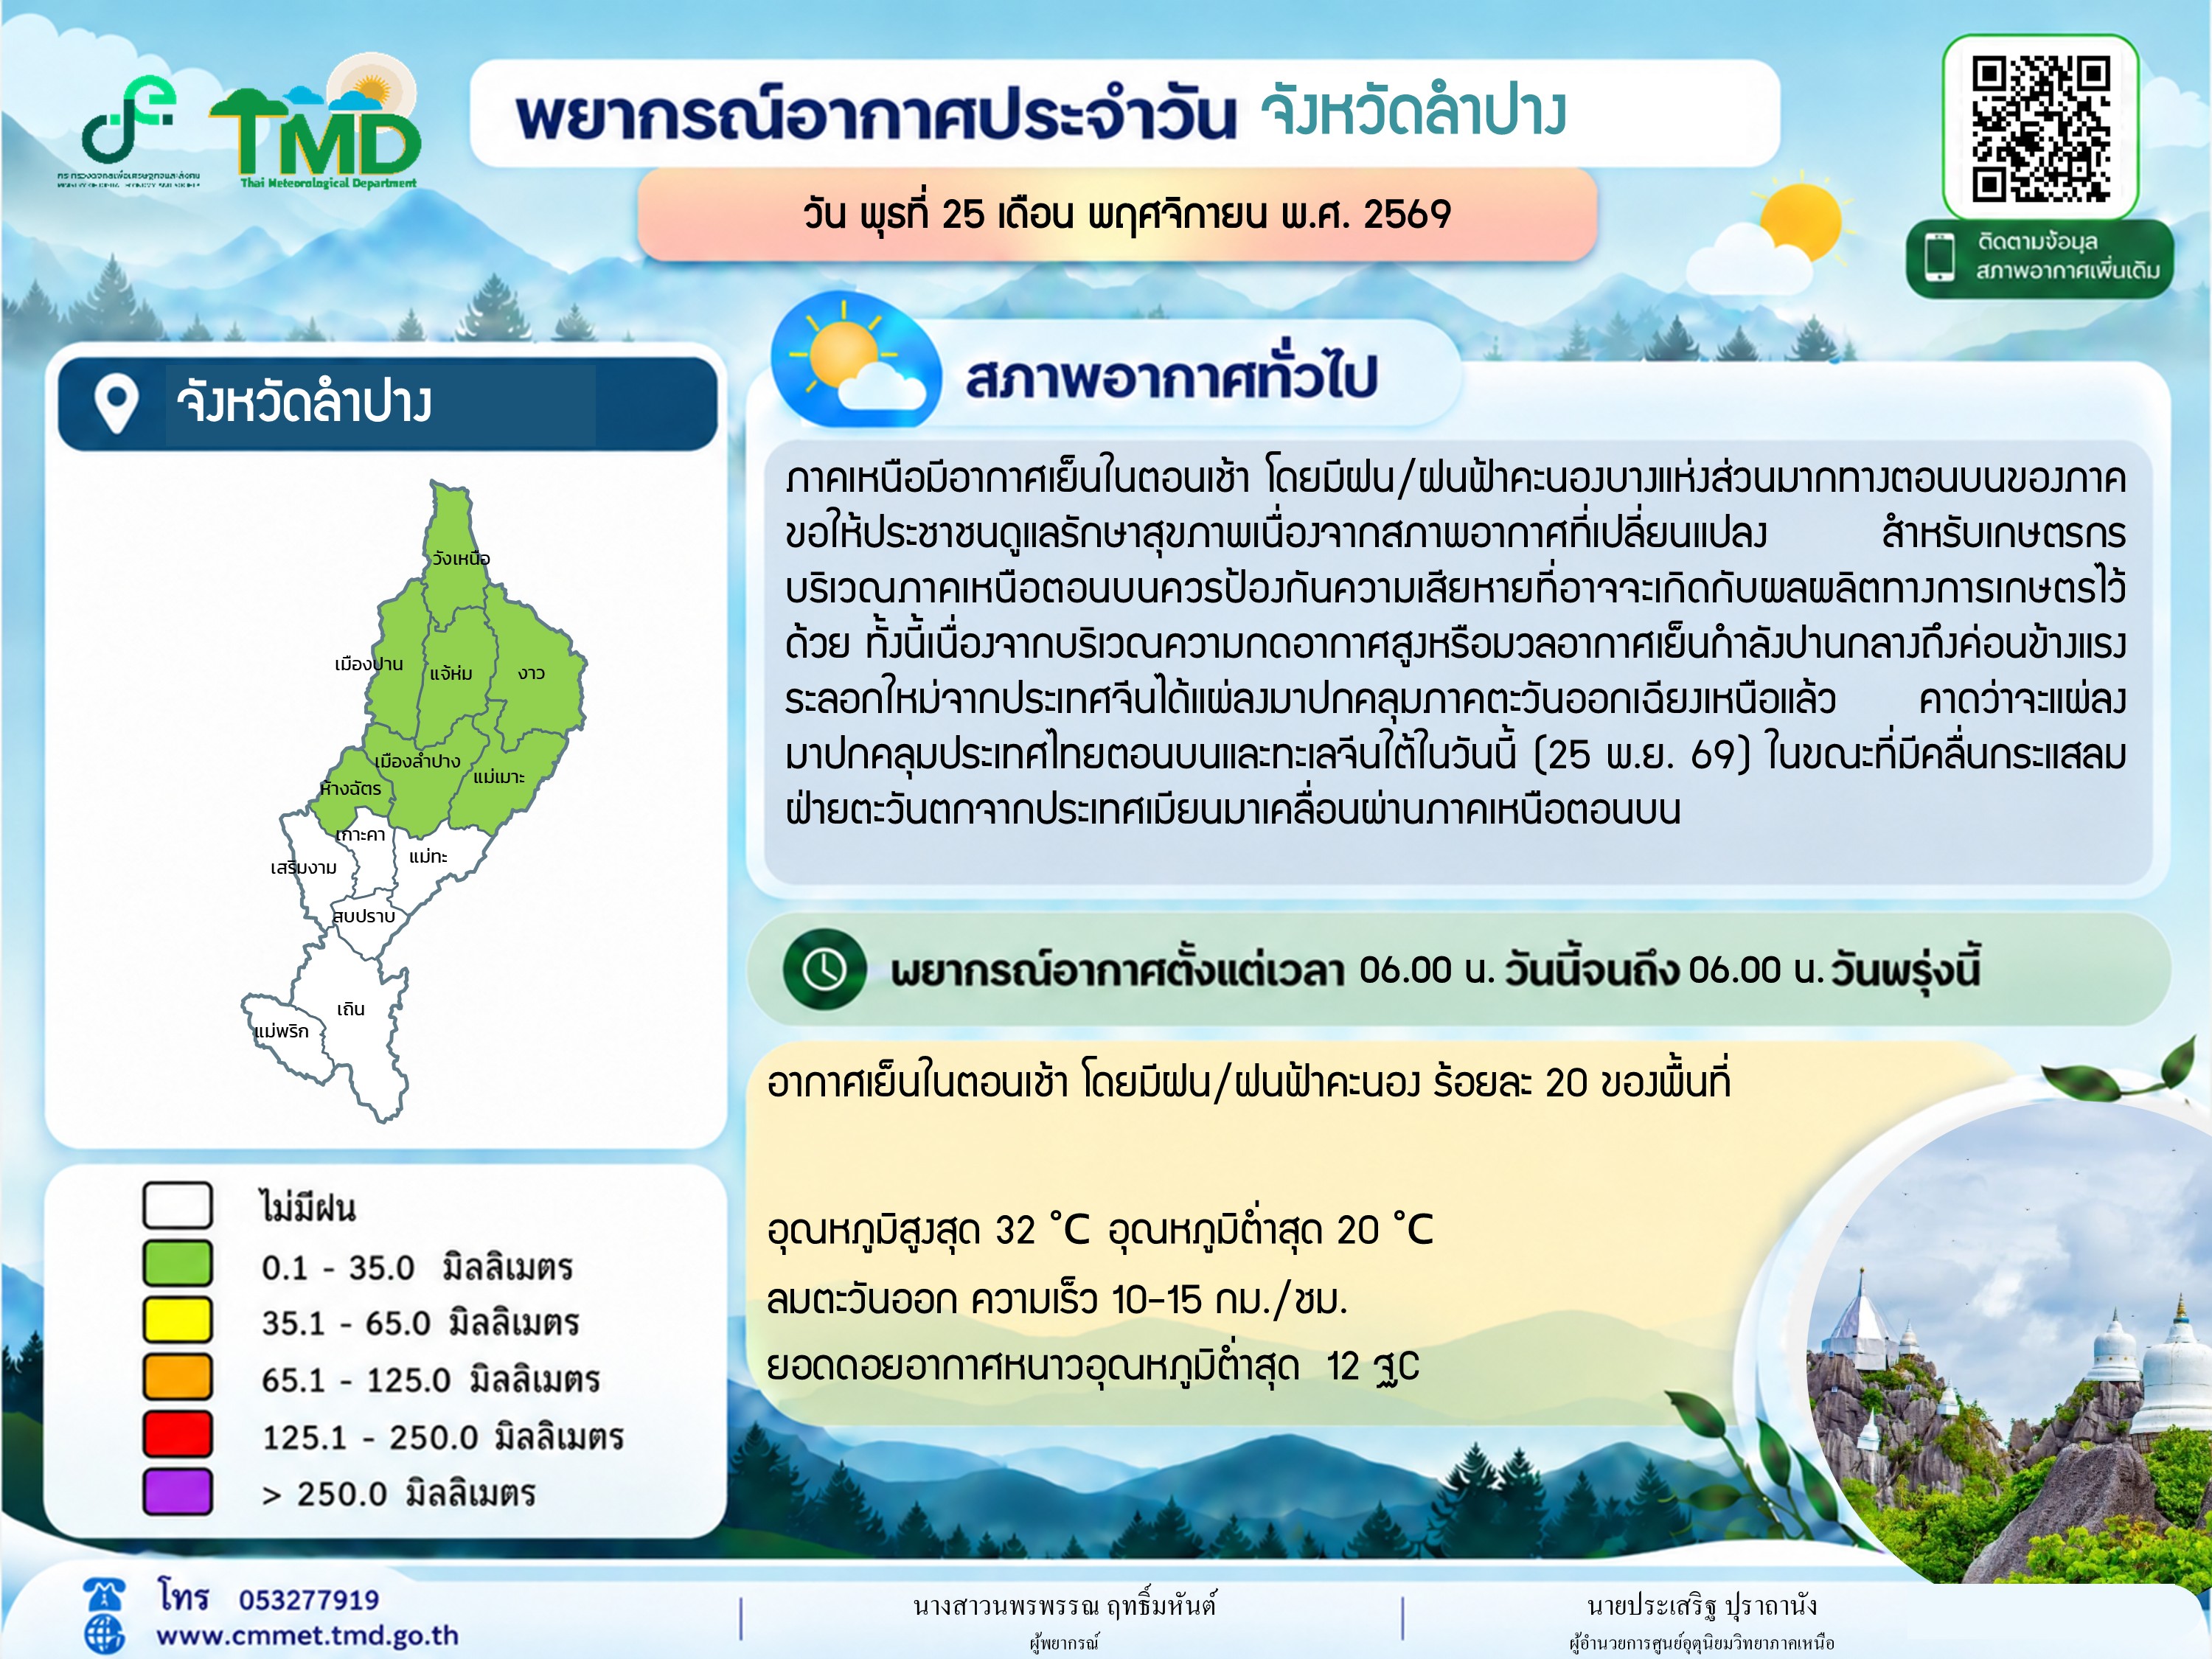 พยากรณ์อากาศประจำวัน จังหวัดลำปาง
วัน พุธที่ 25 เดือน พฤศจิกายน พ.ศ. 2569
TMD
Thai Meteorological Department
ติดตามข้อมูล
สภาพอากาศเพิ่มเติม
จังหวัดลำปาง
วังเหนือ
เมืองปาน
แจ้ห่ม
งาว
เมืองลำปาง
แม่เมาะ
ห้างฉัตร
เกาะคา
แม่ทะ
เสริมงาม
สบปราบ
เถิน
แม่พริก
ไม่มีฝน
0.1 - 35.0 มิลลิเมตร
35.1 - 65.0 มิลลิเมตร
65.1 - 125.0 มิลลิเมตร
125.1 - 250.0 มิลลิเมตร
> 250.0 มิลลิเมตร
สภาพอากาศทั่วไป
ภาคเหนือมีอากาศเย็นในตอนเช้า โดยมีฝน/ฝนฟ้าคะนองบางแห่งส่วนมากทางตอนบนของภาค
ขอให้ประชาชนดูแลรักษาสุขภาพเนื่องจากสภาพอากาศที่เปลี่ยนแปลง สำหรับเกษตรกร
บริเวณภาคเหนือตอนบนควรป้องกันความเสียหายที่อาจจะเกิดกับผลผลิตทางการเกษตรไว้
ด้วย ทั้งนี้เนื่องจากบริเวณความกดอากาศสูงหรือมวลอากาศเย็นกำลังปานกลางถึงค่อนข้างแรง
ระลอกใหม่จากประเทศจีนได้แผ่ลงมาปกคลุมภาคตะวันออกเฉียงเหนือแล้ว คาดว่าจะแผ่ลง
มาปกคลุมประเทศไทยตอนบนและทะเลจีนใต้ในวันนี้ (25 พ.ย. 69) ในขณะที่มีคลื่นกระแสลม
ฝ่ายตะวันตกจากประเทศเมียนมาเคลื่อนผ่านภาคเหนือตอนบน
พยากรณ์อากาศตั้งแต่เวลา 06.00 น. วันนี้จนถึง 06.00 น. วันพรุ่งนี้
อากาศเย็นในตอนเช้า โดยมีฝน/ฝนฟ้าคะนอง ร้อยละ 20 ของพื้นที่
อุณหภูมิสูงสุด 32 °C อุณหภูมิต่ำสุด 20 °C
ลมตะวันออก ความเร็ว 10-15 กม./ชม.
ยอดดอยอากาศหนาวอุณหภูมิต่ำสุด 12 ฐC
โทร 053277919
www.cmmet.tmd.go.th
นางสาวนพรพรรณ ฤทธิ์มหันต์
ผู้พยากรณ์
นายประเสริฐ ปุราถานัง
ผู้อำนวยการศูนย์อุตุนิยมวิทยาภาคเหนือ